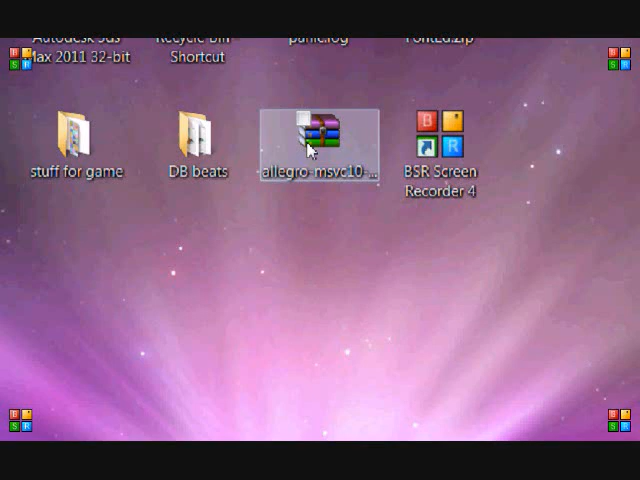 Autodesk 3ds
Max 2011 32-bit
Recycle Bin
Shortcut
panic.log
FontEd.zip
stuff for game
DB beats
allegro-msvc10-...
BSR Screen
Recorder 4
B
S R
B
S R
B
R
B
S R
B
S R